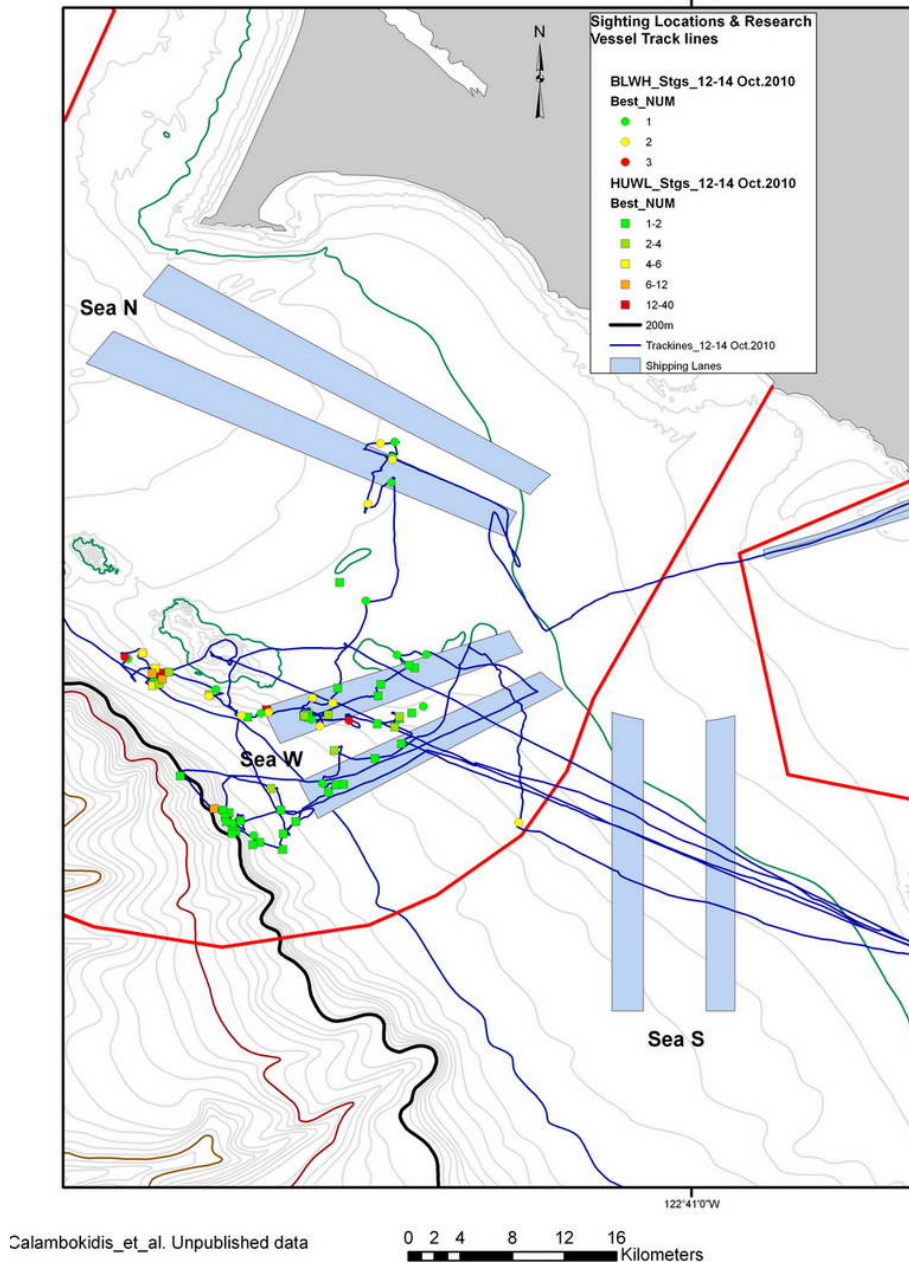 Sighting Locations & Research
Vessel Track lines
N
BLWH_Stgs_12-14 Oct.2010
Best_NUM
1
2
3
HUWL_Stgs_12-14 Oct.2010
Best_NUM
1-2
2-4
4-6
6-12
12-40
200m
Trackines_12-14 Oct.2010
Shipping Lanes
Sea N
Sea W
Sea S
122°41'0"W
Calambokidis_et_al. Unpublished data
0 2 4 8 12 16
Kilometers